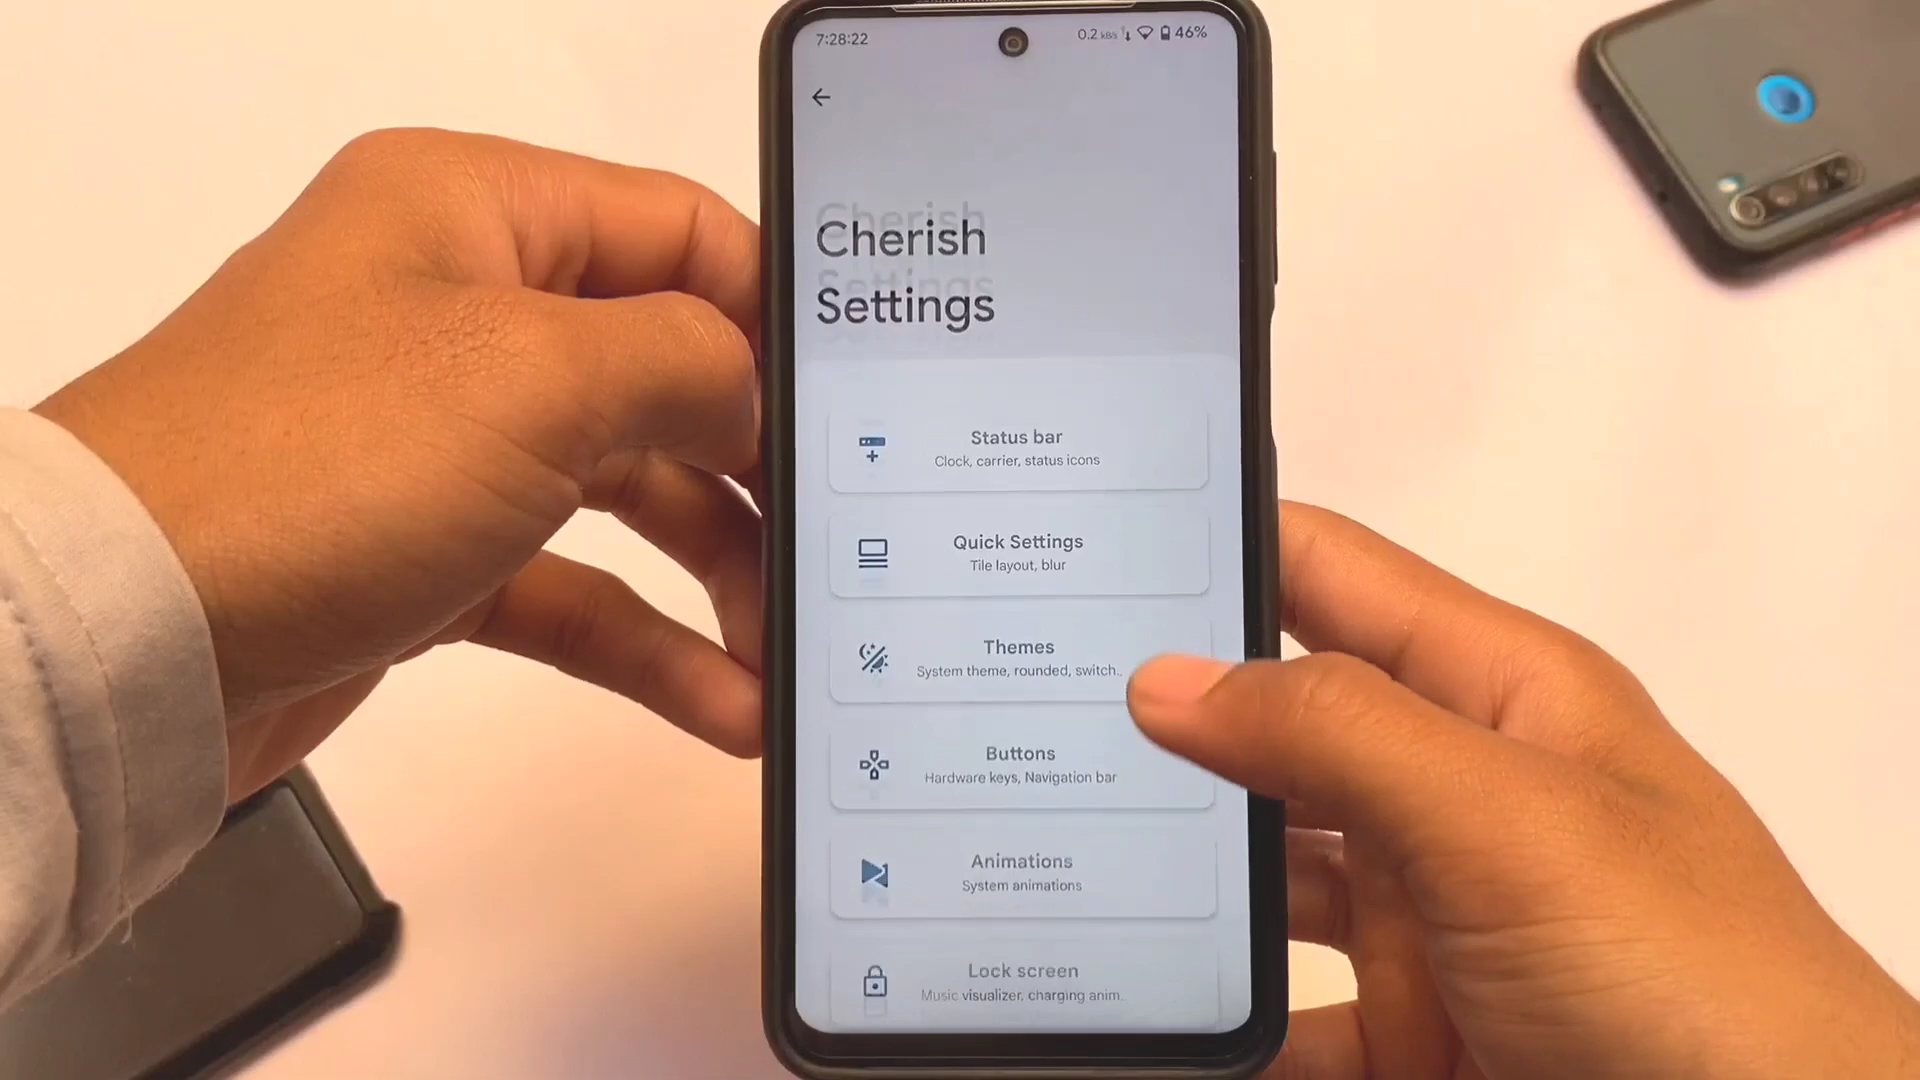 7:28:22
0.2 kB/s
46%
Cherish
Settings
Status bar
Clock, carrier, status icons
Quick Settings
Tile layout, blur
Themes
System theme, rounded, switch..
Buttons
Hardware keys, Navigation bar
Animations
System animations
Lock screen
Music visualizer, charging anim..